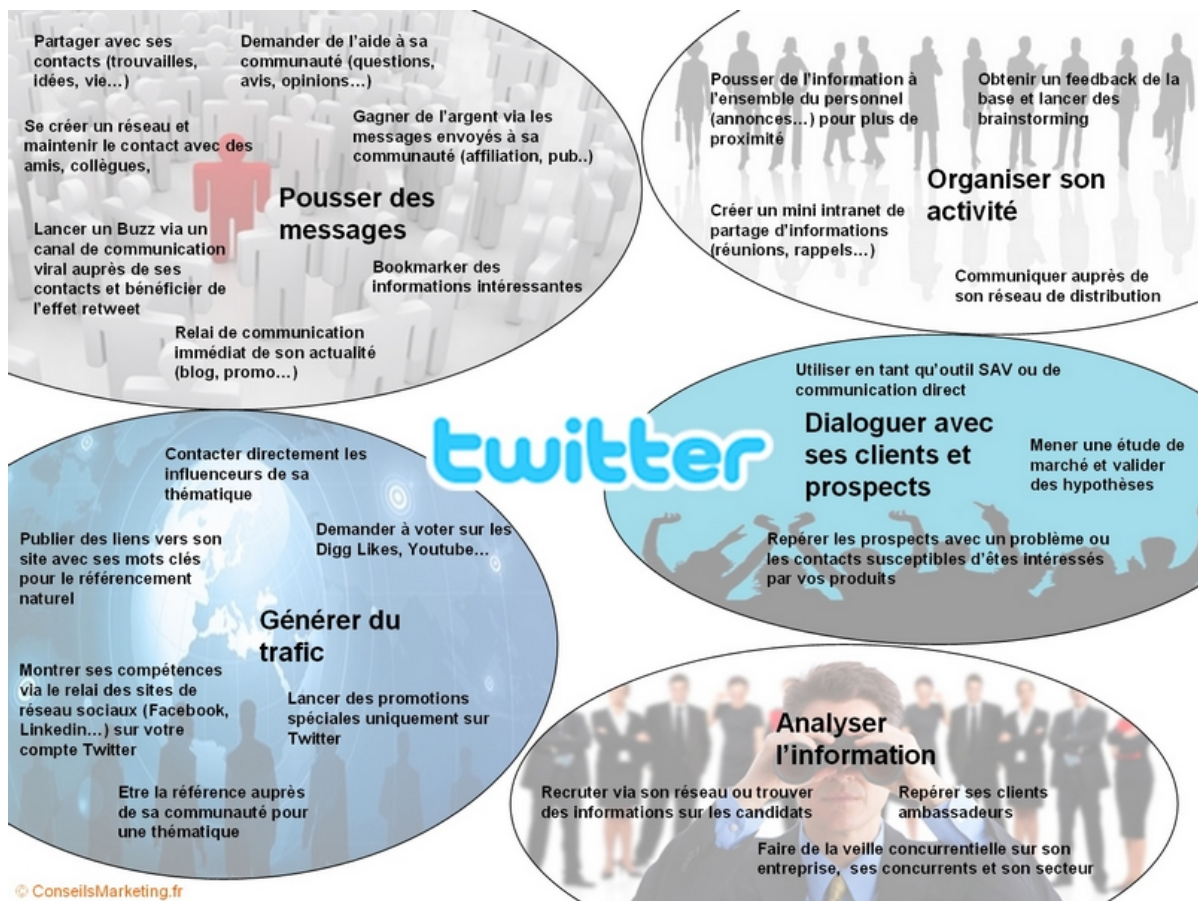 Partager avec ses
contacts (trouvailles,
idées, vie…)
Demander de l'aide à sa
communauté (questions,
avis, opinions…)
Se créer un réseau et
maintenir le contact avec des
amis, collègues,
Gagner de l'argent via les
messages envoyés à sa
communauté (affiliation, pub..)
Pousser des
messages
Lancer un Buzz via un
canal de communication
viral auprès de ses
contacts et bénéficier de
l'effet retweet
Bookmarker des
informations intéressantes
Relai de communication
immédiat de son actualité
(blog, promo…)
Pousser de l'information à
l'ensemble du personnel
(annonces…) pour plus de
proximité
Obtenir un feedback de la
base et lancer des
brainstorming
Organiser son
activité
Créer un mini intranet de
partage d'informations
(réunions, rappels…)
Communiquer auprès de
son réseau de distribution
twitter
Utiliser en tant qu'outil SAV ou de
communication direct
Dialoguer avec
ses clients et
prospects
Mener une étude de
marché et valider
des hypothèses
Repérer les prospects avec un problème ou
les contacts susceptibles d'êtes intéressés
par vos produits
Contacter directement les
influenceurs de sa
thématique
Publier des liens vers son
site avec ses mots clés
pour le référencement
naturel
Demander à voter sur les
Digg Likes, Youtube…
Générer du
trafic
Montrer ses compétences
via le relai des sites de
réseau sociaux (Facebook,
Linkedin…) sur votre
compte Twitter
Lancer des promotions
spéciales uniquement sur
Twitter
Etre la référence auprès
de sa communauté pour
une thématique
Analyser
l'information
Recruter via son réseau ou trouver
des informations sur les candidats
Repérer ses clients
ambassadeurs
Faire de la veille concurrentielle sur son
entreprise, ses concurrents et son secteur
© ConseilsMarketing.fr